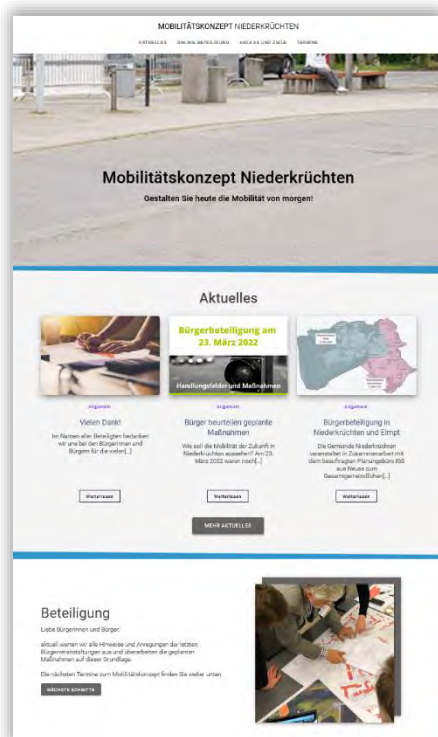 MOBILITÄTSKONZEPT NIEDERKRÜCHTEN
AKTUELLES ONLINE-BETEILIGUNG ANLASS UND ZIELE TERMINE
Mobilitätskonzept Niederkrüchten
Gestalten Sie heute die Mobilität von morgen!
Aktuelles
Bürgerbeteiligung am
23. März 2022
Handlungsfelder und Maßnahmen
Allgemein
Vielen Dank!
Im Namen aller Beteiligten bedanken
wir uns bei den Bürgerinnen und
Bürgern für die vielen[...]
Weiterlesen
Allgemein
Bürger beurteilen geplante
Maßnahmen
Wie soll die Mobilität der Zukunft in
Niederkrüchten aussehen? Am 23.
März 2022 waren noch[...]
Weiterlesen
Allgemein
Bürgerbeteiligung in
Niederkrüchten und Elmpt
Die Gemeinde Niederkrüchten
veranstaltet in Zusammenarbeit mit
dem beauftragten Planungsbüro IGS
aus Neuss zum
Gesamtgemeindlichen[...]
Weiterlesen
MEHR AKTUELLES
Beteiligung
Liebe Bürgerinnen und Bürger,
aktuell werten wir alle Hinweise und Anregungen der letzten
Bürgerveranstaltungen aus und überarbeiten die geplanten
Maßnahmen auf dieser Grundlage.
Die nächsten Termine zum Mobilitätskonzept finden Sie weiter unten
NÄCHSTE SCHRITTE